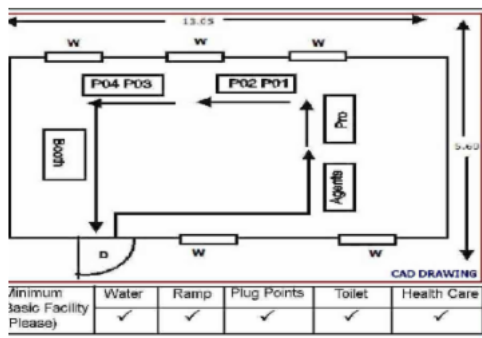 13.05
W W W
P04 P03 P02 P01
Booth Pro
5.60
Agents
D W W
CAD DRAWING
Minimum Water Ramp Plug Points Toilet Health Care
Basic Facility ✓ ✓ ✓ ✓ ✓
Please)